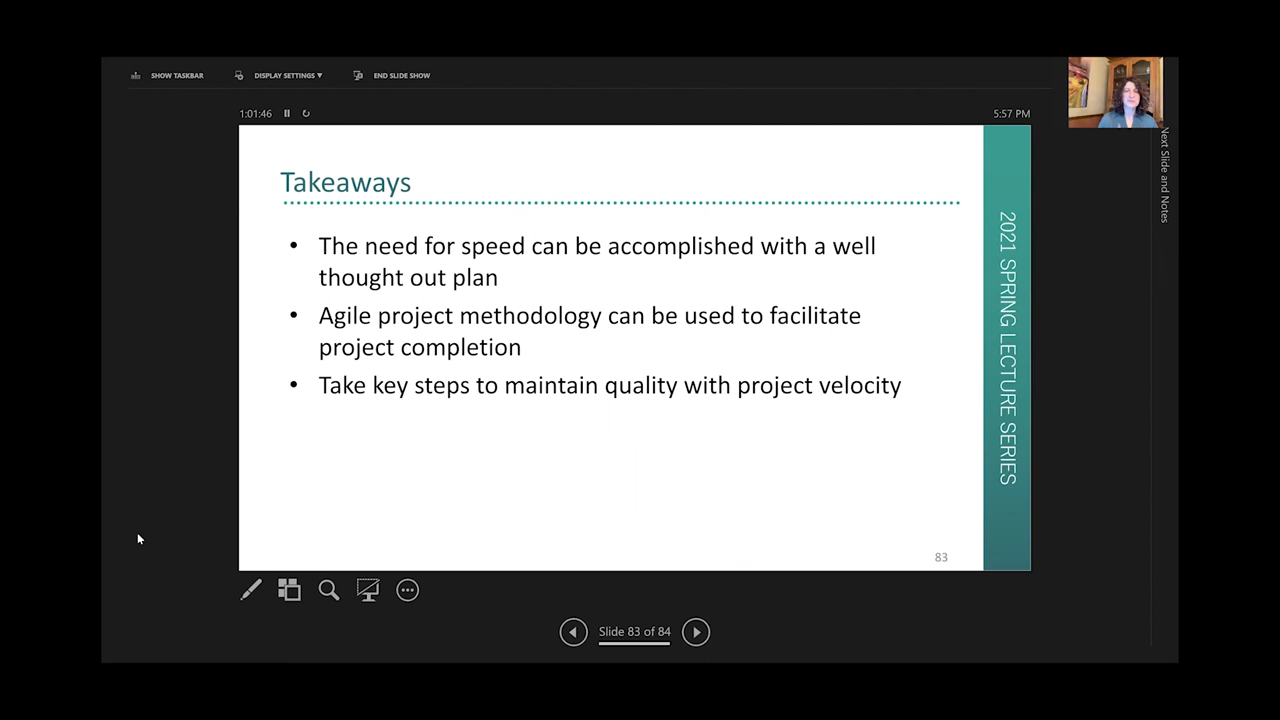 SHOW TASKBAR
DISPLAY SETTINGS ▼
END SLIDE SHOW
1:01:46
5:57 PM
Next Slide and Notes
Takeaways
• The need for speed can be accomplished with a well
thought out plan
• Agile project methodology can be used to facilitate
project completion
• Take key steps to maintain quality with project velocity
2021 SPRING LECTURE SERIES
83
Slide 83 of 84